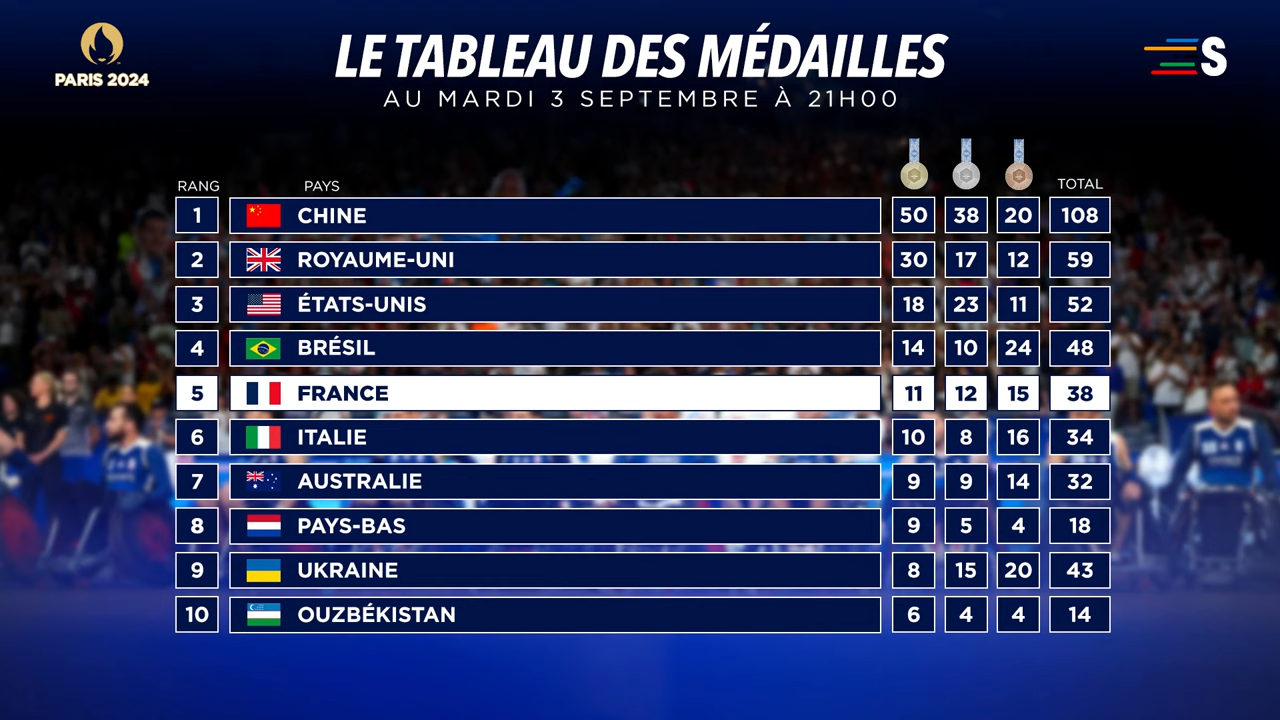 PARIS 2024
LE TABLEAU DES MÉDAILLES
AU MARDI 3 SEPTEMBRE À 21H00
S
RANG PAYS TOTAL
1 CHINE 50 38 20 108
2 ROYAUME-UNI 30 17 12 59
3 ÉTATS-UNIS 18 23 11 52
4 BRÉSIL 14 10 24 48
5 FRANCE 11 12 15 38
6 ITALIE 10 8 16 34
7 AUSTRALIE 9 9 14 32
8 PAYS-BAS 9 5 4 18
9 UKRAINE 8 15 20 43
10 OUZBÉKISTAN 6 4 4 14